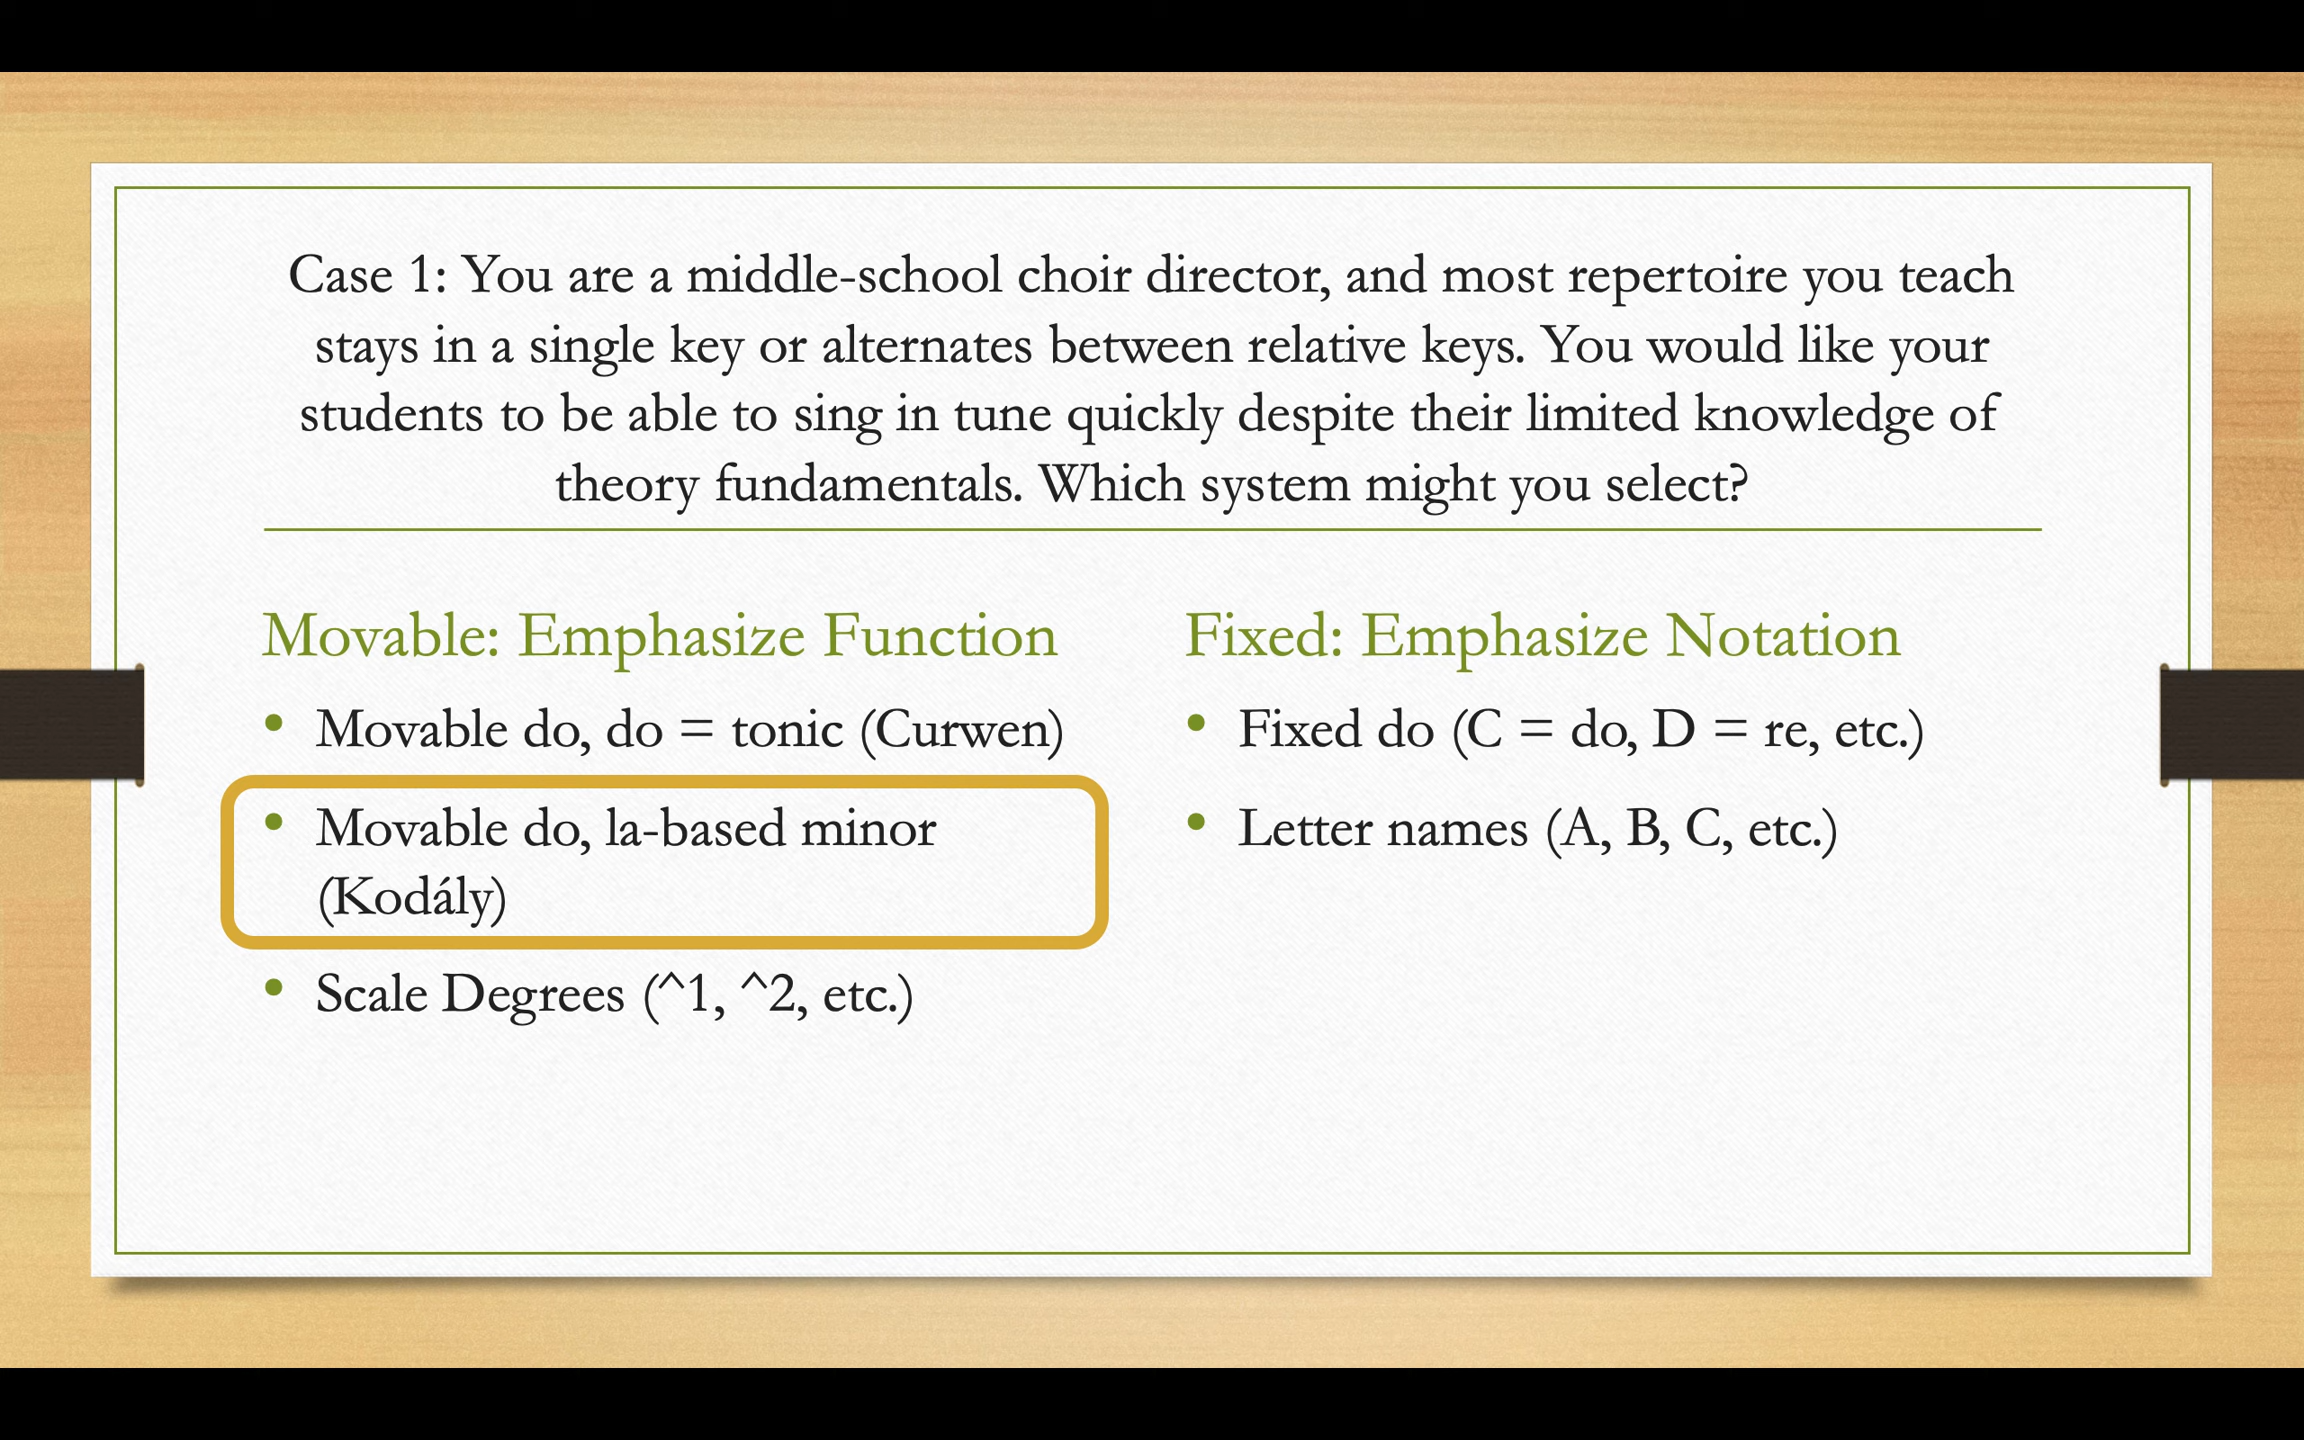 Case 1: You are a middle-school choir director, and most repertoire you teach
stays in a single key or alternates between relative keys. You would like your
students to be able to sing in tune quickly despite their limited knowledge of
theory fundamentals. Which system might you select?
Movable: Emphasize Function
• Movable do, do = tonic (Curwen)
• Movable do, la-based minor
(Kodály)
• Scale Degrees (^1, ^2, etc.)
Fixed: Emphasize Notation
• Fixed do (C = do, D = re, etc.)
• Letter names (A, B, C, etc.)